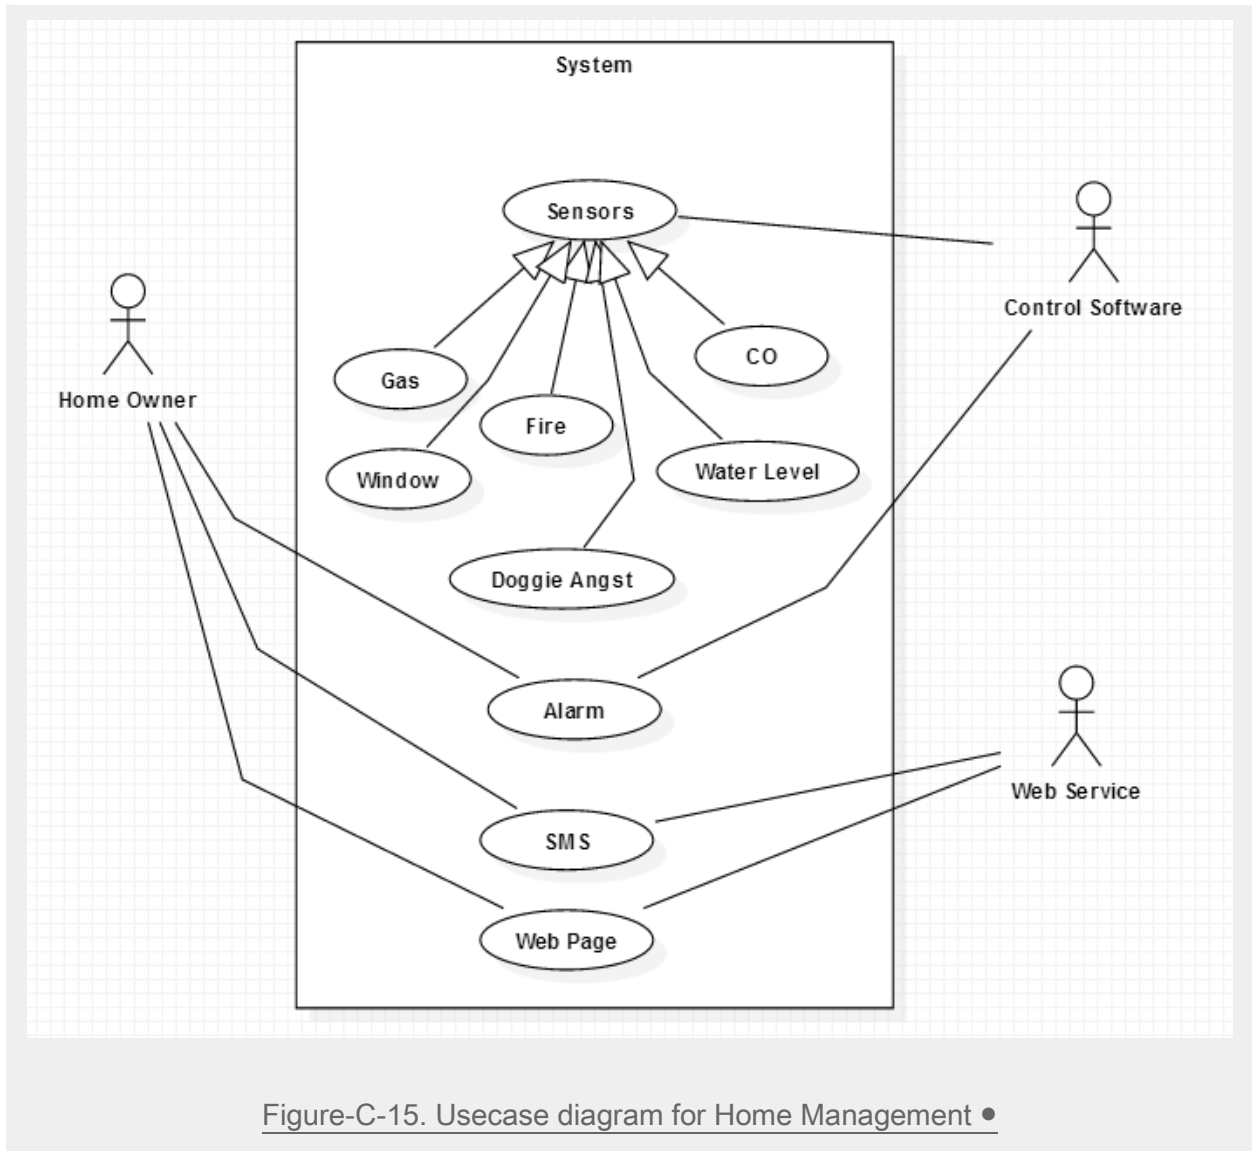 System
Sensors
Control Software
Home Owner
Gas
CO
Fire
Window
Water Level
Doggie Angst
Alarm
Web Service
SMS
Web Page
Figure-C-15. Usecase diagram for Home Management ●